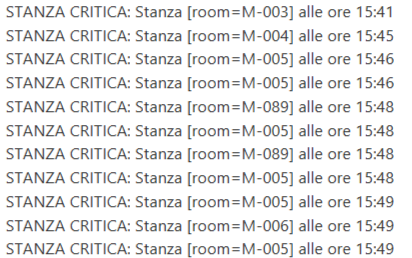 STANZA CRITICA: Stanza [room=M-003] alle ore 15:41
STANZA CRITICA: Stanza [room=M-004] alle ore 15:45
STANZA CRITICA: Stanza [room=M-005] alle ore 15:46
STANZA CRITICA: Stanza [room=M-005] alle ore 15:46
STANZA CRITICA: Stanza [room=M-089] alle ore 15:48
STANZA CRITICA: Stanza [room=M-005] alle ore 15:48
STANZA CRITICA: Stanza [room=M-089] alle ore 15:48
STANZA CRITICA: Stanza [room=M-005] alle ore 15:48
STANZA CRITICA: Stanza [room=M-005] alle ore 15:49
STANZA CRITICA: Stanza [room=M-006] alle ore 15:49
STANZA CRITICA: Stanza [room=M-005] alle ore 15:49